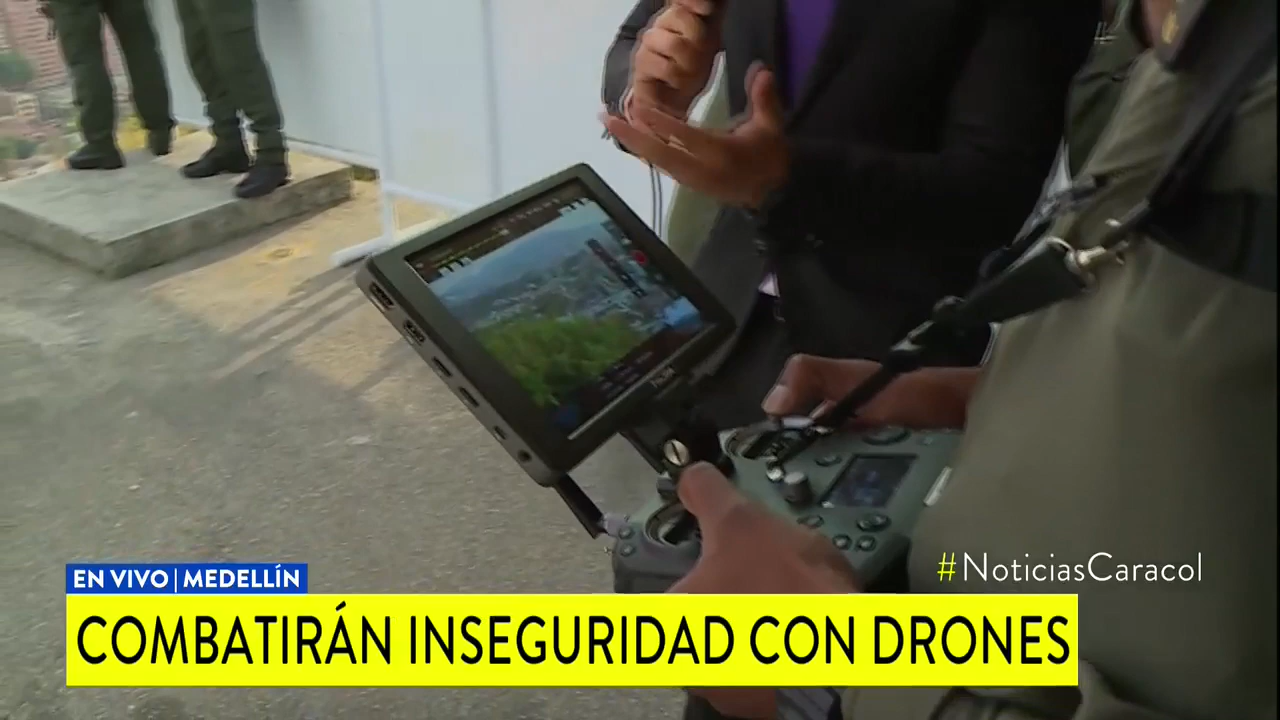 EN VIVO | MEDELLÍN
#NoticiasCaracol
COMBATIRÁN INSEGURIDAD CON DRONES